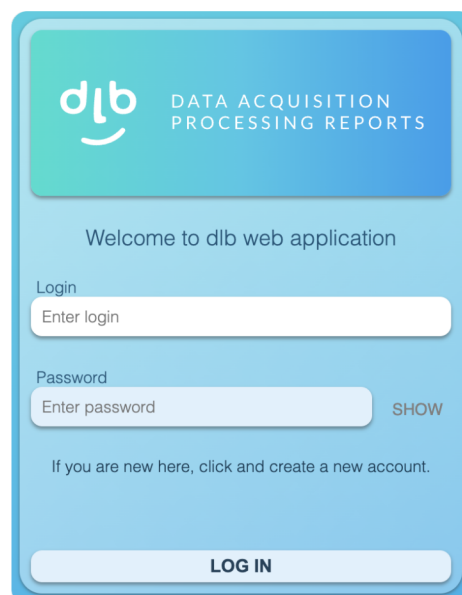 dlb
DATA ACQUISITION
PROCESSING REPORTS
Welcome to dlb web application
Login
Enter login
Password
Enter password
SHOW
If you are new here, click and create a new account.
LOG IN